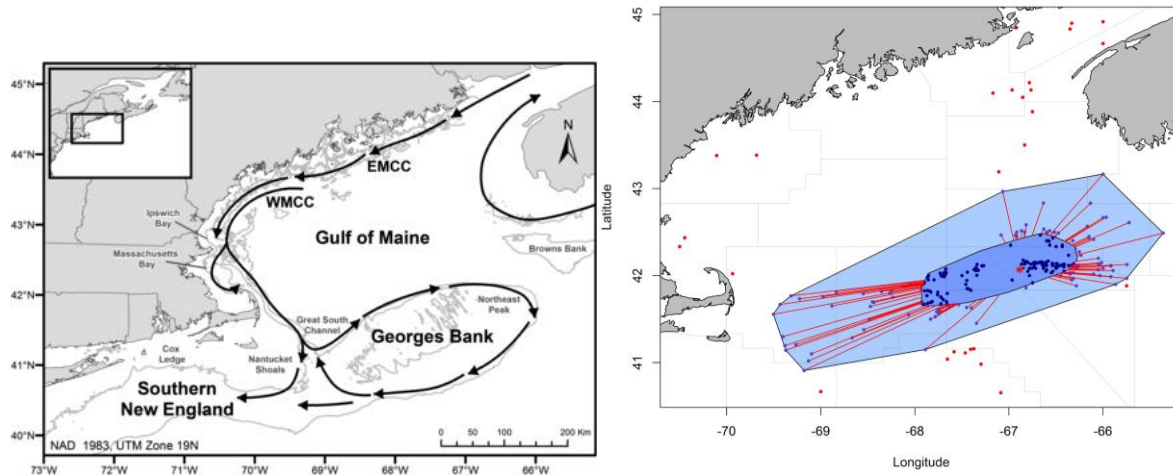 45°N
44°N
43°N
42°N
41°N
40°N
N
EMCC
WMCC
Ipswich
Bay
Gulf of Maine
Massachusetts
Bay
Browns Bank
Northeast
Peak
Great South
Channel
Georges Bank
Cox
Ledge
Nantucket
Shoals
Southern
New England
0 50 100 200 Km
NAD 1983, UTM Zone 19N
73°W 72°W 71°W 70°W 69°W 68°W 67°W 66°W
45
44
43
42
41
Latitude
-70 -69 -68 -67 -66
Longitude